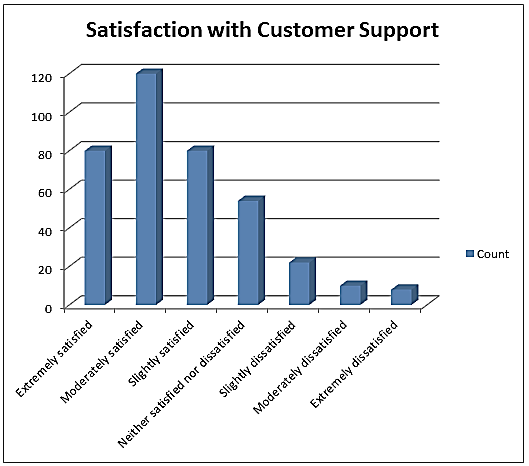 Satisfaction with Customer Support
120
100
80
60
40
20
0
Extremely satisfied
Moderately satisfied
Slightly satisfied
Neither satisfied nor dissatisfied
Slightly dissatisfied
Moderately dissatisfied
Extremely dissatisfied
Count